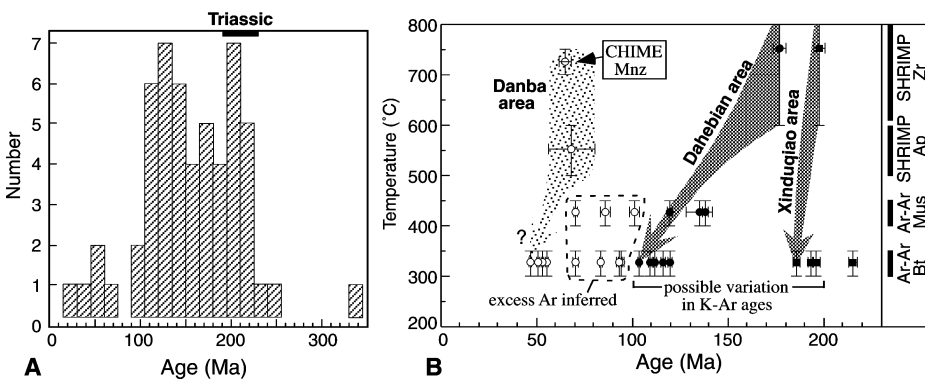 Triassic
7
6
5
4
3
2
1
0
Number
0
100
200
300
Age (Ma)
A
800
700
600
500
400
300
200
Temperature (°C)
CHIME
Mnz
Danba
area
Dahebian area
Xinduqiao area
?
excess Ar inferred
possible variation
in K-Ar ages
50
100
150
200
Age (Ma)
B
SHRIMP
Zr
SHRIMP
Ap
Ar-Ar
Mus
Ar-Ar
Bt